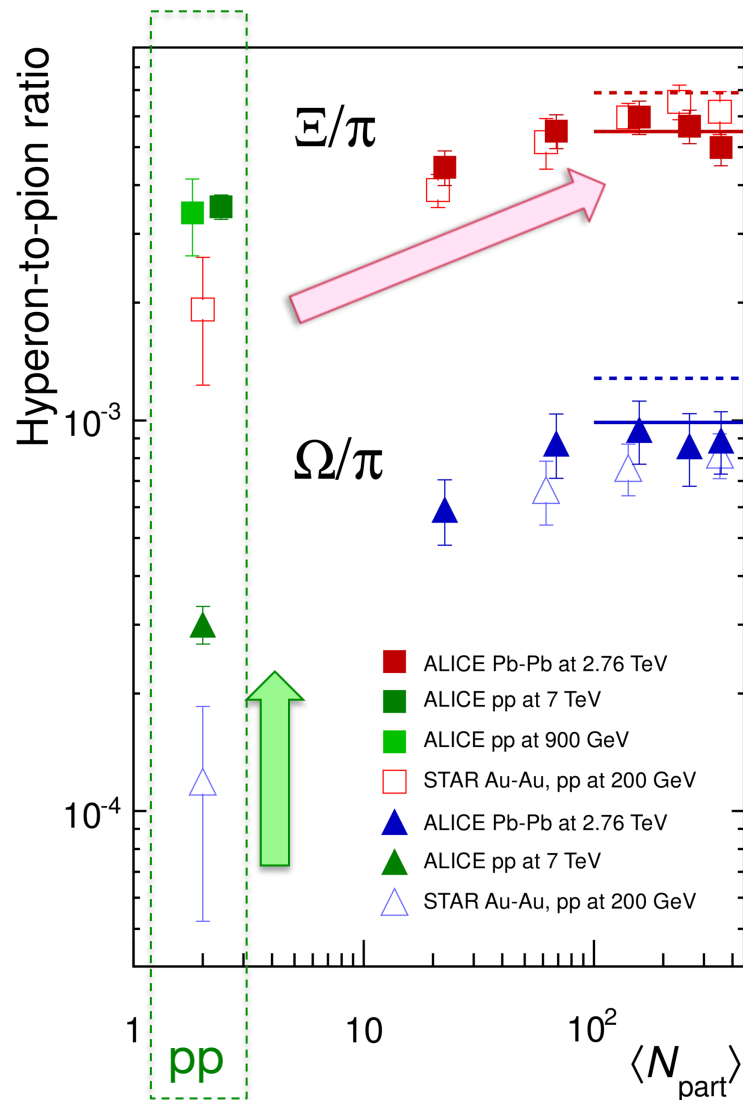 Hyperon-to-pion ratio
Ξ/π
10⁻³
Ω/π
ALICE Pb-Pb at 2.76 TeV
ALICE pp at 7 TeV
ALICE pp at 900 GeV
STAR Au-Au, pp at 200 GeV
10⁻⁴
ALICE Pb-Pb at 2.76 TeV
ALICE pp at 7 TeV
STAR Au-Au, pp at 200 GeV
1
10
10²
pp
⟨N_part⟩